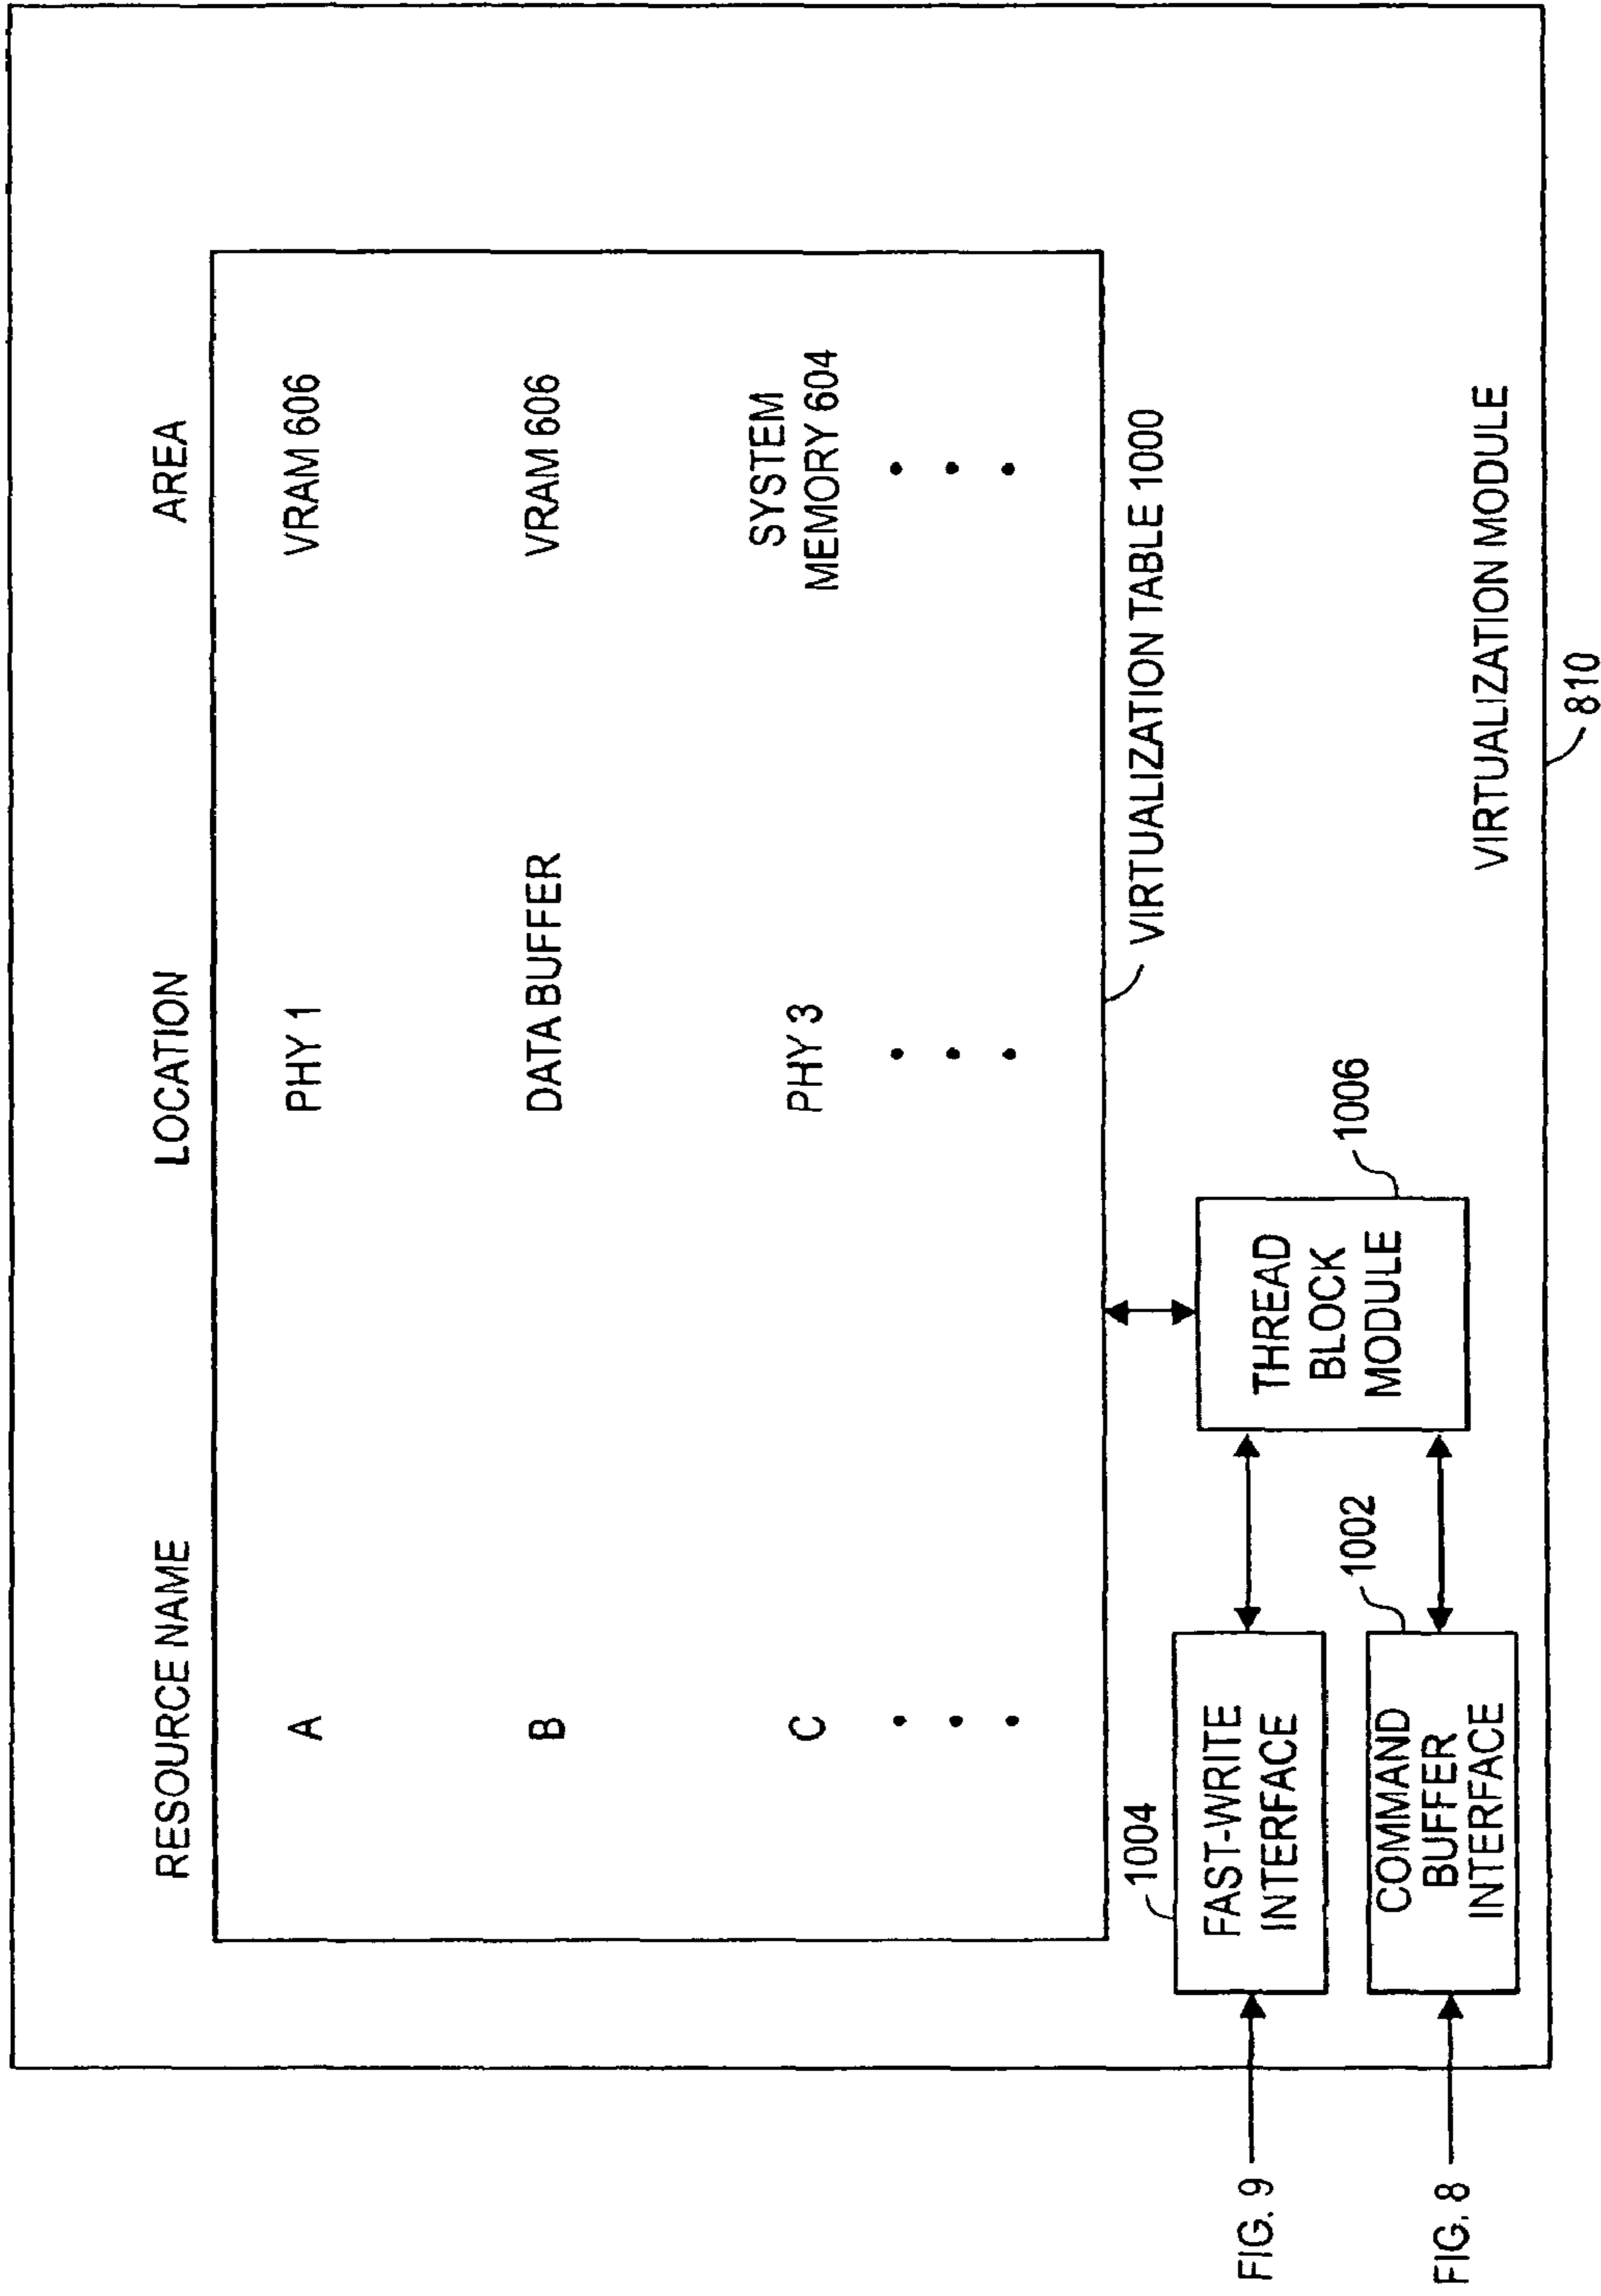 RESOURCE NAME LOCATION AREA
A PHY 1 VRAM 606
B DATA BUFFER VRAM 606
SYSTEM
C PHY 3 MEMORY 604
VIRTUALIZATION TABLE 1000
1004
1006
FAST-WRITE
INTERFACE
THREAD
BLOCK
MODULE
FIG. 9
1002
COMMAND
BUFFER
INTERFACE
FIG. 8
VIRTUALIZATION MODULE
810